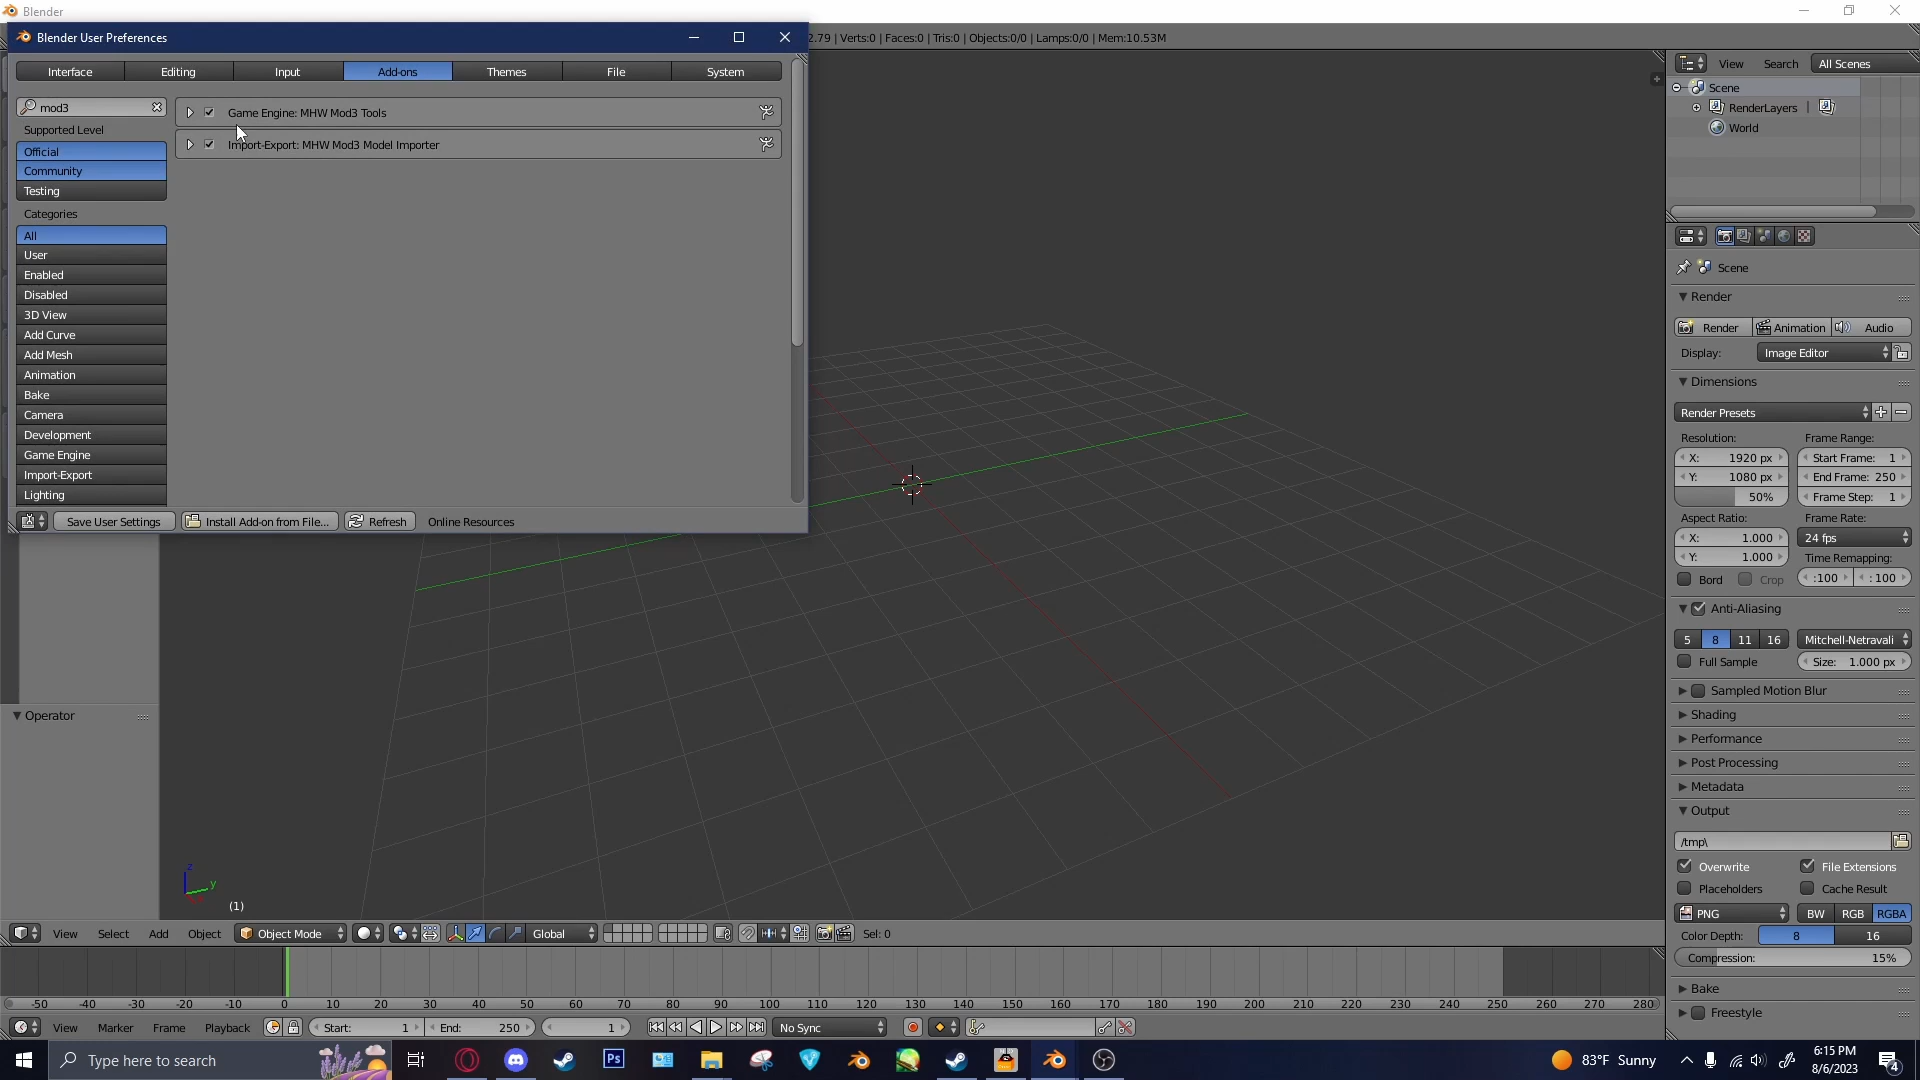 Blender
Blender User Preferences
2.79 | Verts:0 | Faces:0 | Tris:0 | Objects:0/0 | Lamps:0/0 | Mem:10.53M
Interface Editing Input Add-ons Themes File System
mod3
Supported Level
Official
Community
Testing
Categories
All
User
Enabled
Disabled
3D View
Add Curve
Add Mesh
Animation
Bake
Camera
Development
Game Engine
Import-Export
Lighting
Game Engine: MHW Mod3 Tools
Import-Export: MHW Mod3 Model Importer
Save User Settings Install Add-on from File... Refresh Online Resources
Operator
z
y
(1)
View Select Add Object Object Mode Global Sel: 0
-50 -40 -30 -20 -10 0 10 20 30 40 50 60 70 80 90 100 110 120 130 140 150 160 170 180 190 200 210 220 230 240 250 260 270 280
View Marker Frame Playback Start: 1 End: 250 1 No Sync
View Search All Scenes
Scene
RenderLayers |
World
Scene
Render
Render Animation Audio
Display: Image Editor
Dimensions
Render Presets
Resolution: Frame Range:
X: 1920 px Start Frame: 1
Y: 1080 px End Frame: 250
50% Frame Step: 1
Aspect Ratio: Frame Rate:
X: 1.000 24 fps
Y: 1.000 Time Remapping:
Bord Crop :100 : 100
Anti-Aliasing
5 8 11 16 Mitchell-Netravali
Full Sample Size: 1.000 px
Sampled Motion Blur
Shading
Performance
Post Processing
Metadata
Output
/tmp\
Overwrite File Extensions
Placeholders Cache Result
PNG BW RGB RGBA
Color Depth: 8 16
Compression: 15%
Bake
Freestyle
Type here to search Ps 83°F Sunny 6:15 PM
8/6/2023
4